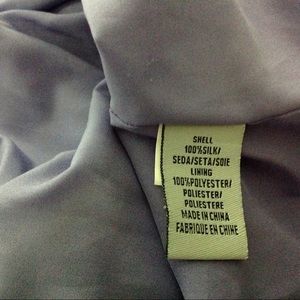 SHELL
100%SILK/
SEDA/SETA/SOIE
LINING
100%POLYESTER/
POLIESTER/
POLIESTERE
MADE IN CHINA
FABRIQUE EN CHINE